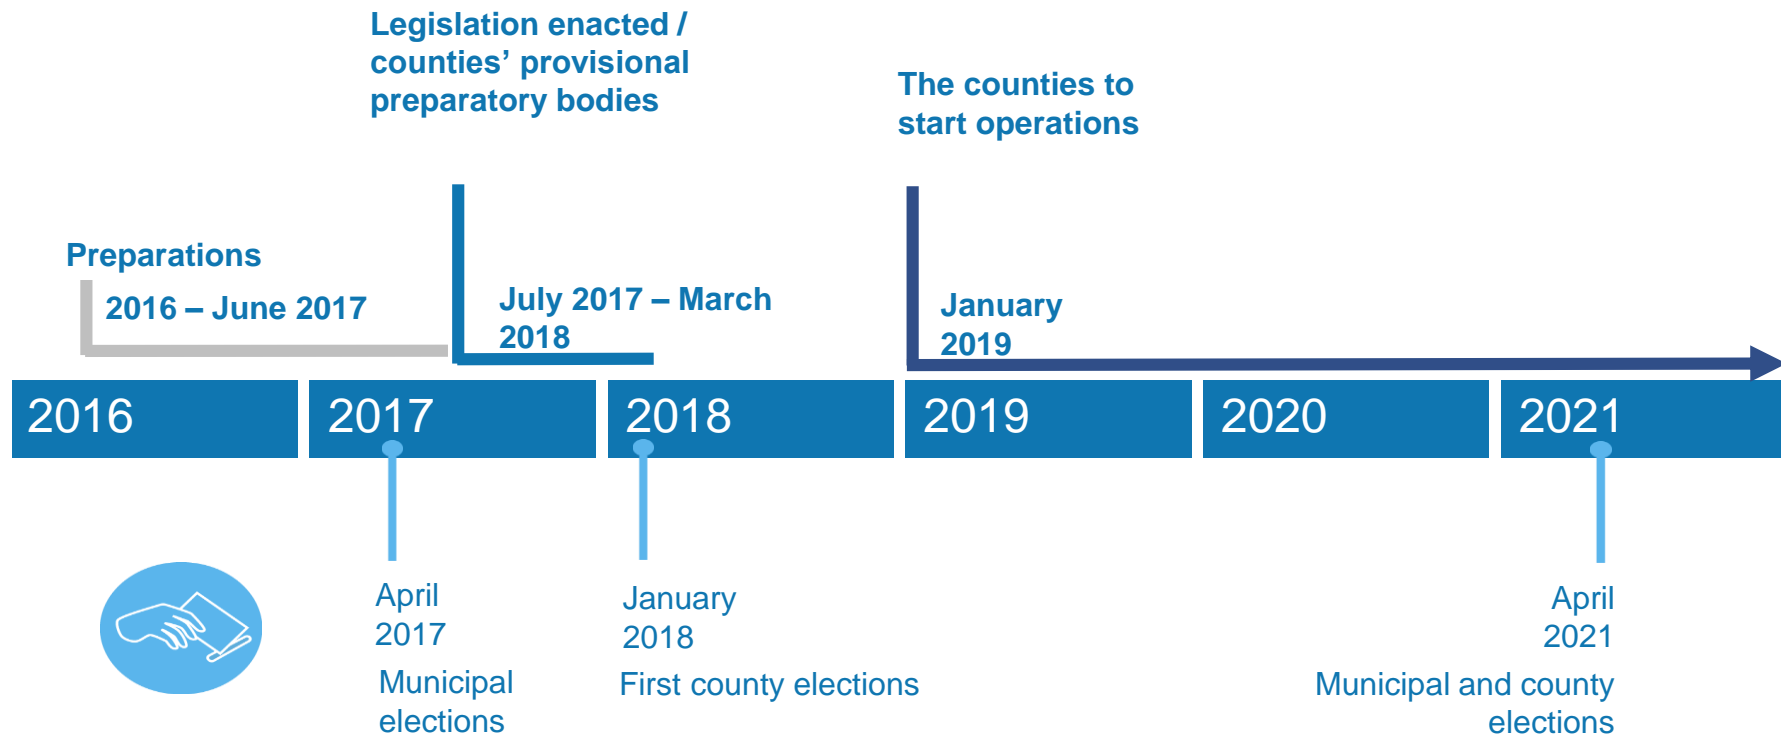 Legislation enacted /
counties’ provisional
preparatory bodies
The counties to
start operations
Preparations
2016 – June 2017
July 2017 – March
2018
January
2019
2016
2017
2018
2019
2020
2021
April
2017
Municipal
elections
January
2018
First county elections
April
2021
Municipal and county
elections